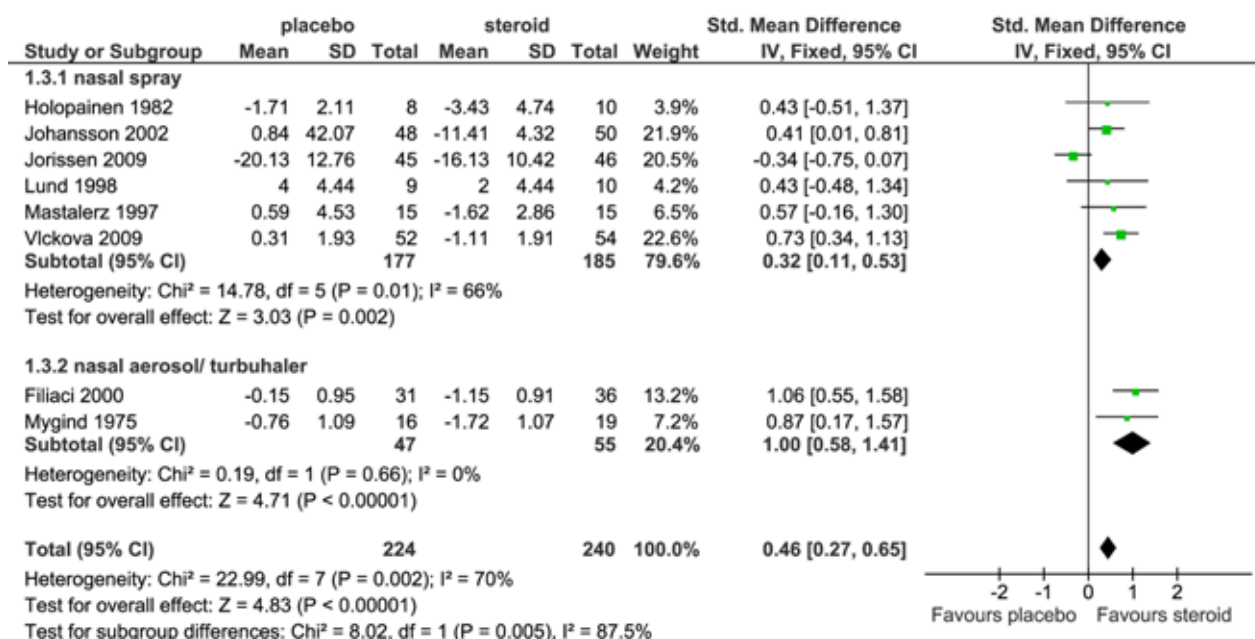 placebo steroid Std. Mean Difference Std. Mean Difference
Study or Subgroup Mean SD Total Mean SD Total Weight IV, Fixed, 95% CI IV, Fixed, 95% CI
1.3.1 nasal spray
Holopainen 1982 -1.71 2.11 8 -3.43 4.74 10 3.9% 0.43 [-0.51, 1.37]
Johansson 2002 0.84 42.07 48 -11.41 4.32 50 21.9% 0.41 [0.01, 0.81]
Jorissen 2009 -20.13 12.76 45 -16.13 10.42 46 20.5% -0.34 [-0.75, 0.07]
Lund 1998 4 4.44 9 2 4.44 10 4.2% 0.43 [-0.48, 1.34]
Mastalerz 1997 0.59 4.53 15 -1.62 2.86 15 6.5% 0.57 [-0.16, 1.30]
Vlckova 2009 0.31 1.93 52 -1.11 1.91 54 22.6% 0.73 [0.34, 1.13]
Subtotal (95% CI) 177 185 79.6% 0.32 [0.11, 0.53]
Heterogeneity: Chi² = 14.78, df = 5 (P = 0.01); I² = 66%
Test for overall effect: Z = 3.03 (P = 0.002)
1.3.2 nasal aerosol/ turbuhaler
Filiaci 2000 -0.15 0.95 31 -1.15 0.91 36 13.2% 1.06 [0.55, 1.58]
Mygind 1975 -0.76 1.09 16 -1.72 1.07 19 7.2% 0.87 [0.17, 1.57]
Subtotal (95% CI) 47 55 20.4% 1.00 [0.58, 1.41]
Heterogeneity: Chi² = 0.19, df = 1 (P = 0.66); I² = 0%
Test for overall effect: Z = 4.71 (P < 0.00001)
Total (95% CI) 224 240 100.0% 0.46 [0.27, 0.65]
Heterogeneity: Chi² = 22.99, df = 7 (P = 0.002); I² = 70%
Test for overall effect: Z = 4.83 (P < 0.00001)
Test for subgroup differences: Chi² = 8.02, df = 1 (P = 0.005), I² = 87.5%
-2 -1 0 1 2
Favours placebo Favours steroid